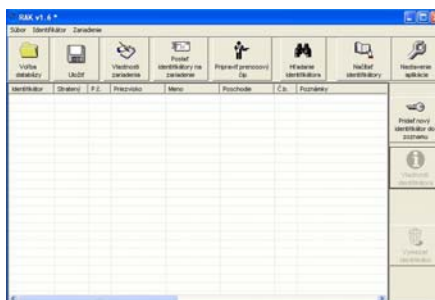 RAK v1.6 *
Súbor Identifikátor Zariadenie
Voľba databázy
Uložiť
Vlastnosti zariadenia
Poslať identifikátory na zariadenie
Pripraviť prenosový čip
Hľadanie identifikátora
Načítať identifikátory
Nastavenie aplikácie
Identifikátor Stratený P.č. Priezvisko Meno Poschodie Č.b. Poznámky
Pridať nový identifikátor do zoznamu
Vlastnosti identifikátora
Vymazať identifikátor